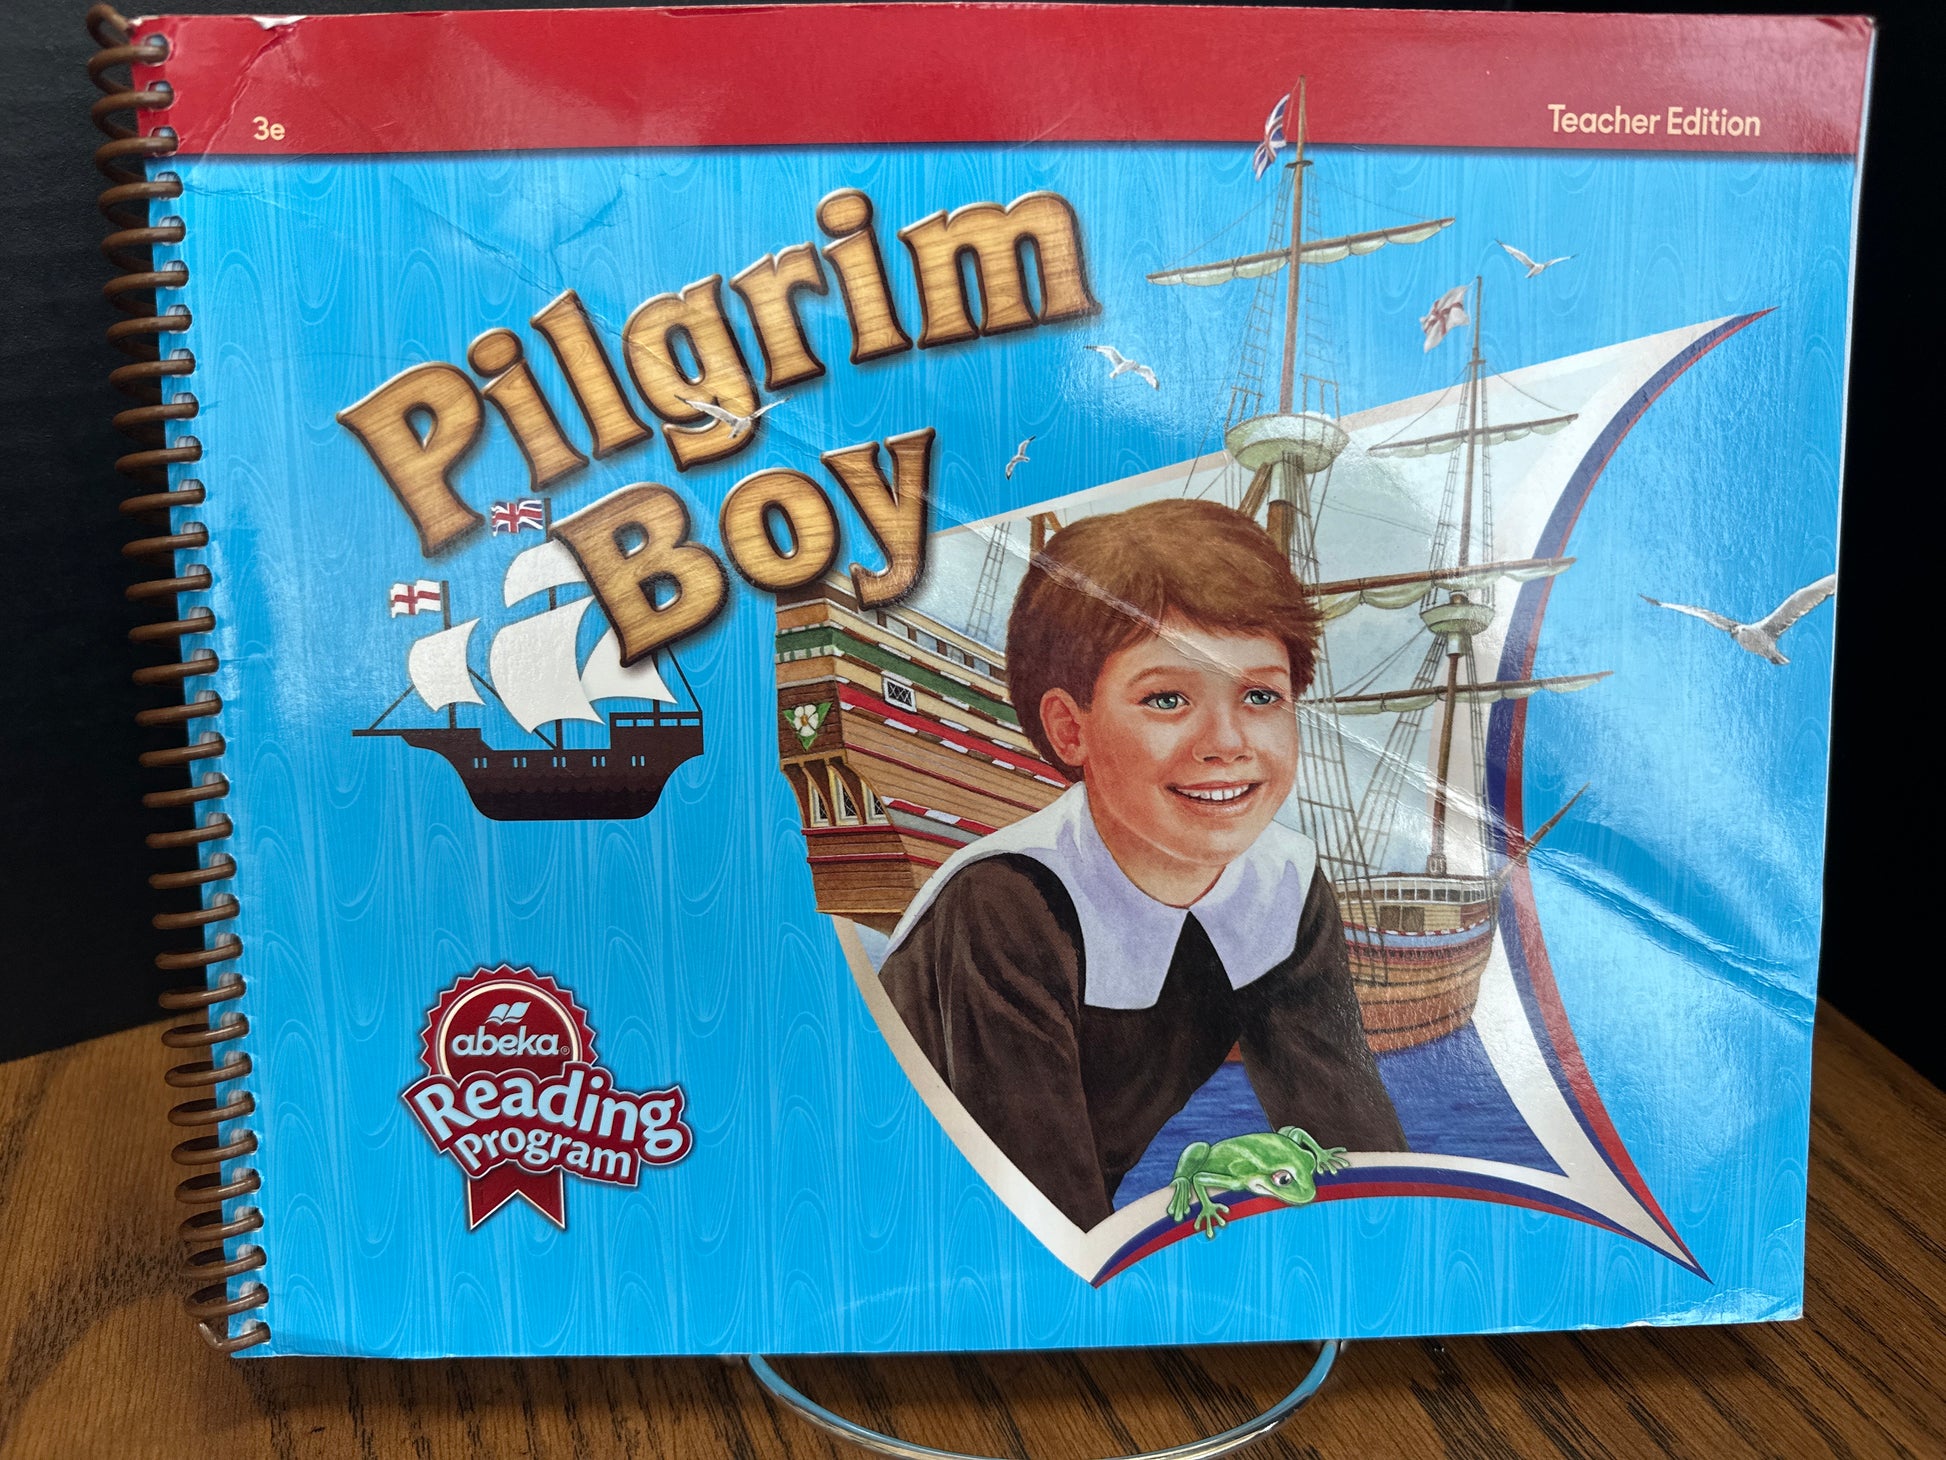 3e
Teacher Edition
Pilgrim
Boy
abeka®
Reading
Program